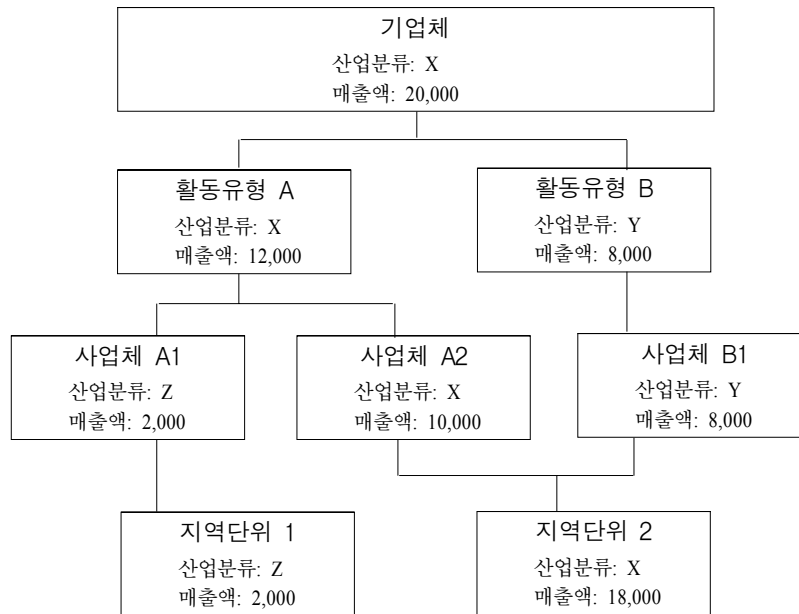 기업체
산업분류: X
매출액: 20,000
활동유형 A
산업분류: X
매출액: 12,000
활동유형 B
산업분류: Y
매출액: 8,000
사업체 A1
산업분류: Z
매출액: 2,000
사업체 A2
산업분류: X
매출액: 10,000
사업체 B1
산업분류: Y
매출액: 8,000
지역단위 1
산업분류: Z
매출액: 2,000
지역단위 2
산업분류: X
매출액: 18,000